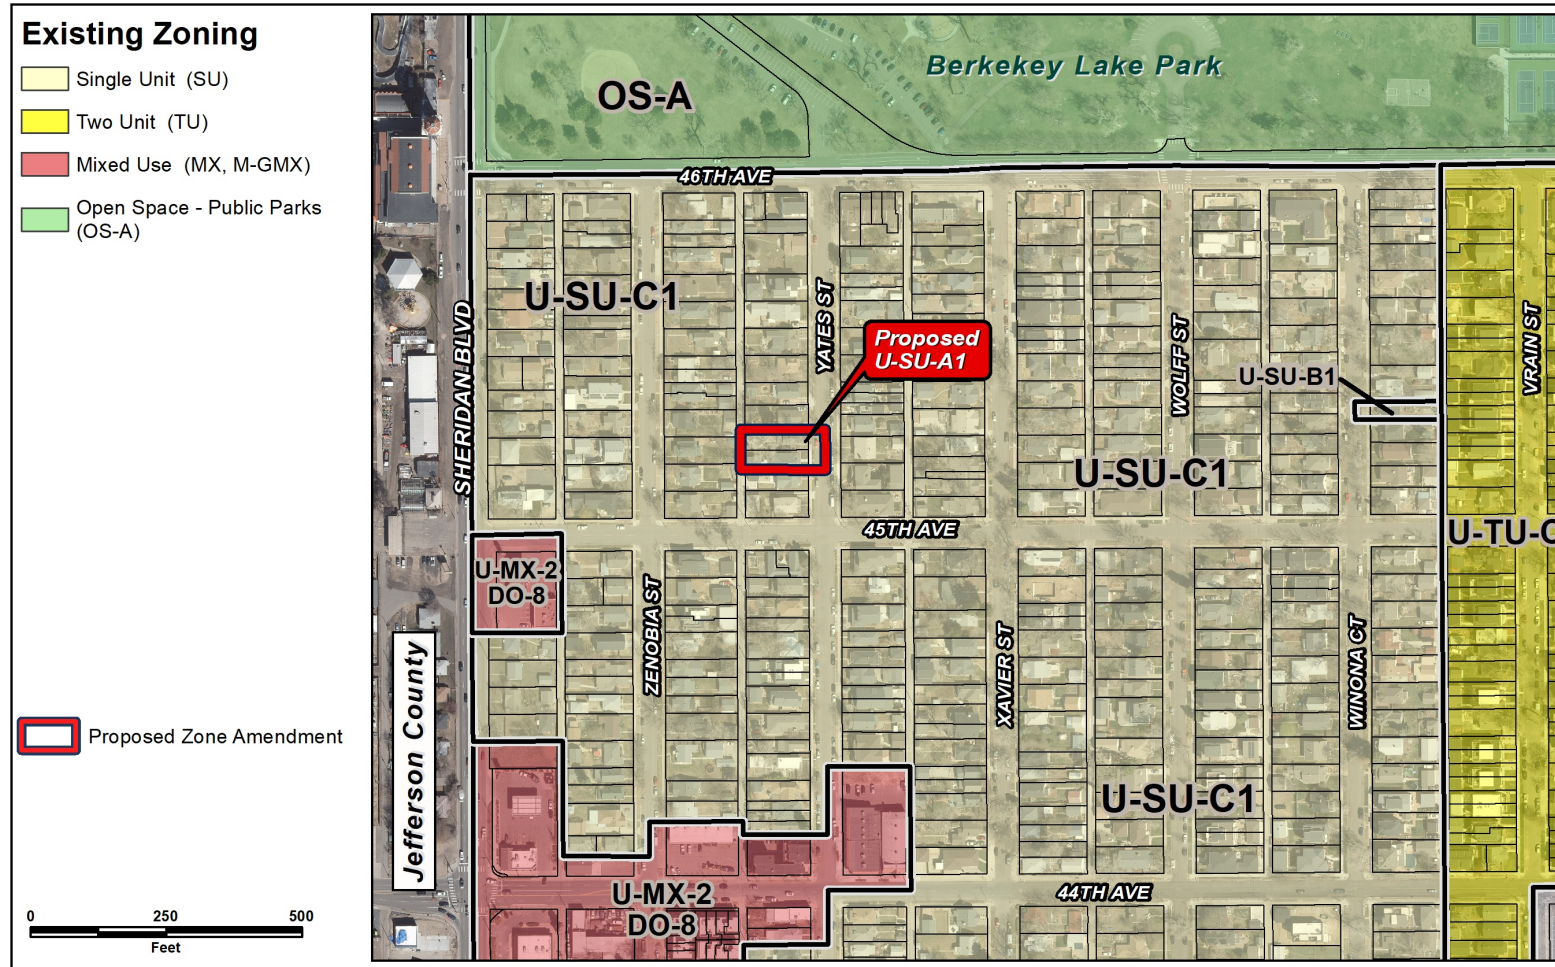 Existing Zoning
Single Unit (SU)
Two Unit (TU)
Mixed Use (MX, M-GMX)
Open Space - Public Parks
(OS-A)
Proposed Zone Amendment
0 250 500
Feet
Berkekey Lake Park
OS-A
46TH AVE
U-SU-C1
SHERIDAN BLVD
YATES ST
Proposed
U-SU-A1
WOLFF ST
U-SU-B1
VRAIN ST
U-SU-C1
45TH AVE
U-TU-C
U-MX-2
DO-8
ZENOBIA ST
XAVIER ST
WINONA CT
Jefferson County
U-SU-C1
44TH AVE
U-MX-2
DO-8